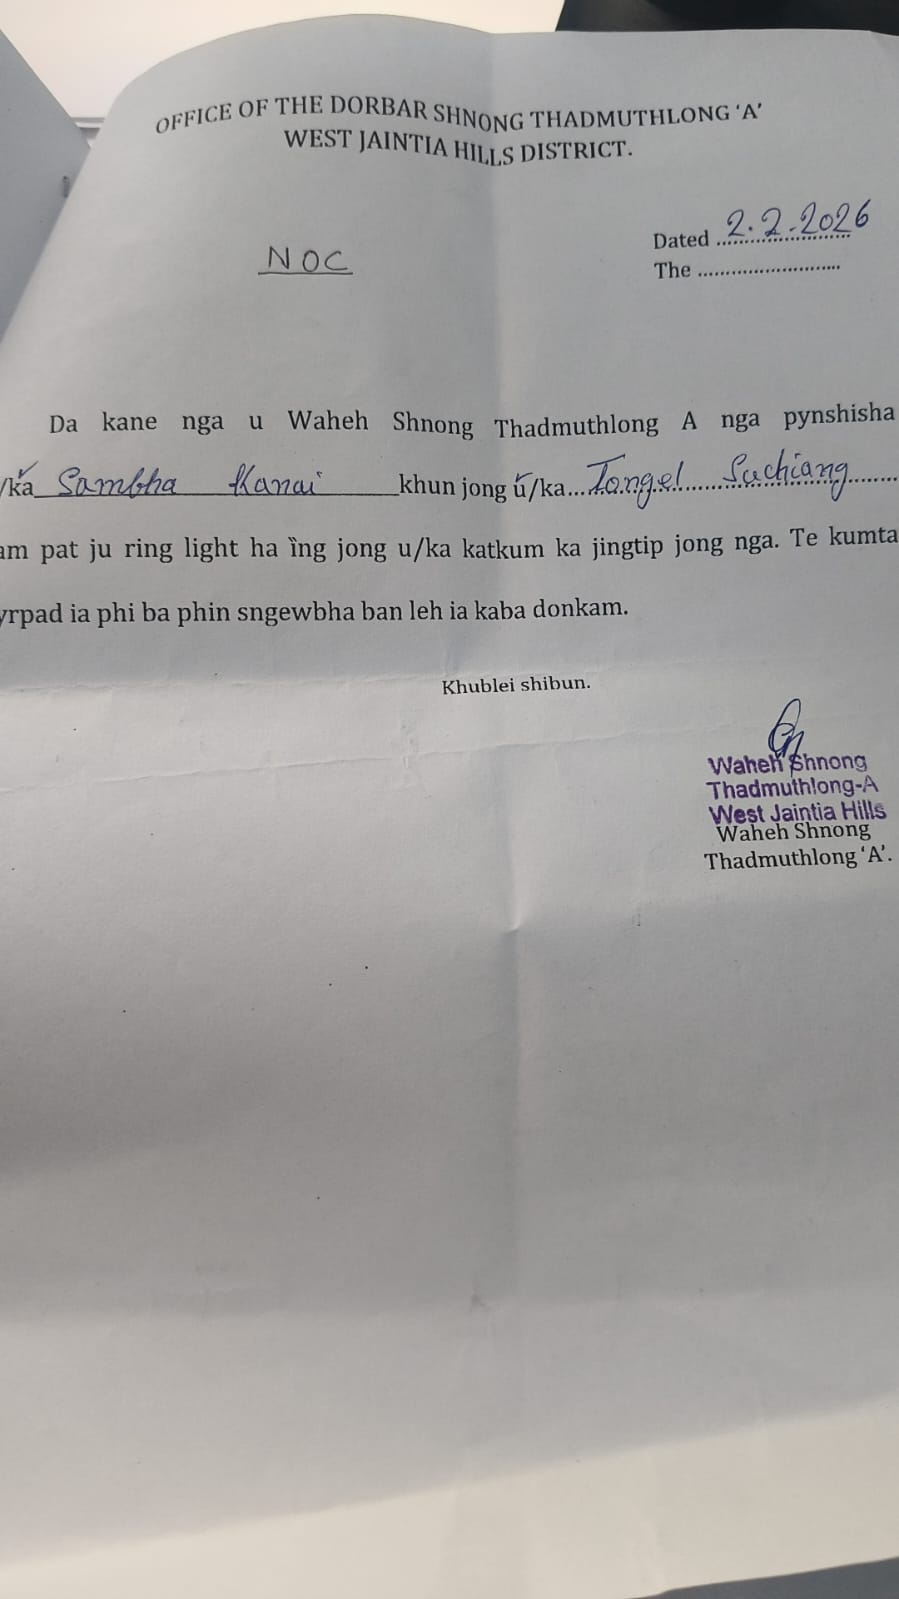 OFFICE OF THE DORBAR SHNONG THADMUTHLONG ‘A’
WEST JAINTIA HILLS DISTRICT.
Dated 2.2.2026
NOC
The ..........................
Da kane nga u Waheh Shnong Thadmuthlong A nga pynshisha
/ka Sambha Kanai khun jong u/ka... Tongel Suchiang
am pat ju ring light ha ïng jong u/ka katkum ka jingtip jong nga. Te kumta
yrpad ia phi ba phin sngewbha ban leh ia kaba donkam.
Khublei shibun.
Waheh Shnong
Thadmuthlong-A
West Jaintia Hills
Waheh Shnong
Thadmuthlong ‘A’.